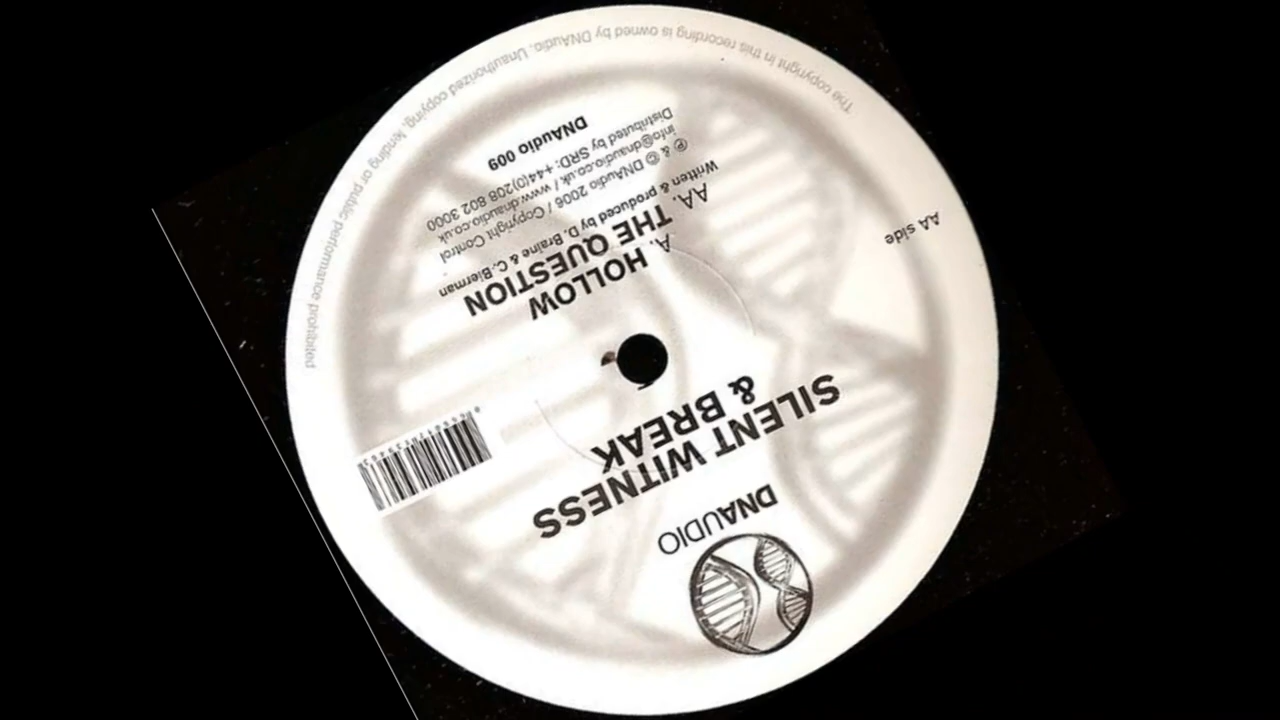 DNAUDIO
SILENT WITNESS
& BREAK
A. HOLLOW
AA. THE QUESTION
Written & produced by D. Braine & C. Bierman
℗ & © DNAudio 2006 / Copyright Control
info@dnaudio.co.uk / www.dnaudio.co.uk
Distributed by SRD: +44(0)208 802 3000
DNAudio 009
AA side
The copyright in this recording is owned by DNAudio. Unauthorized copying, lending or public performance prohibited